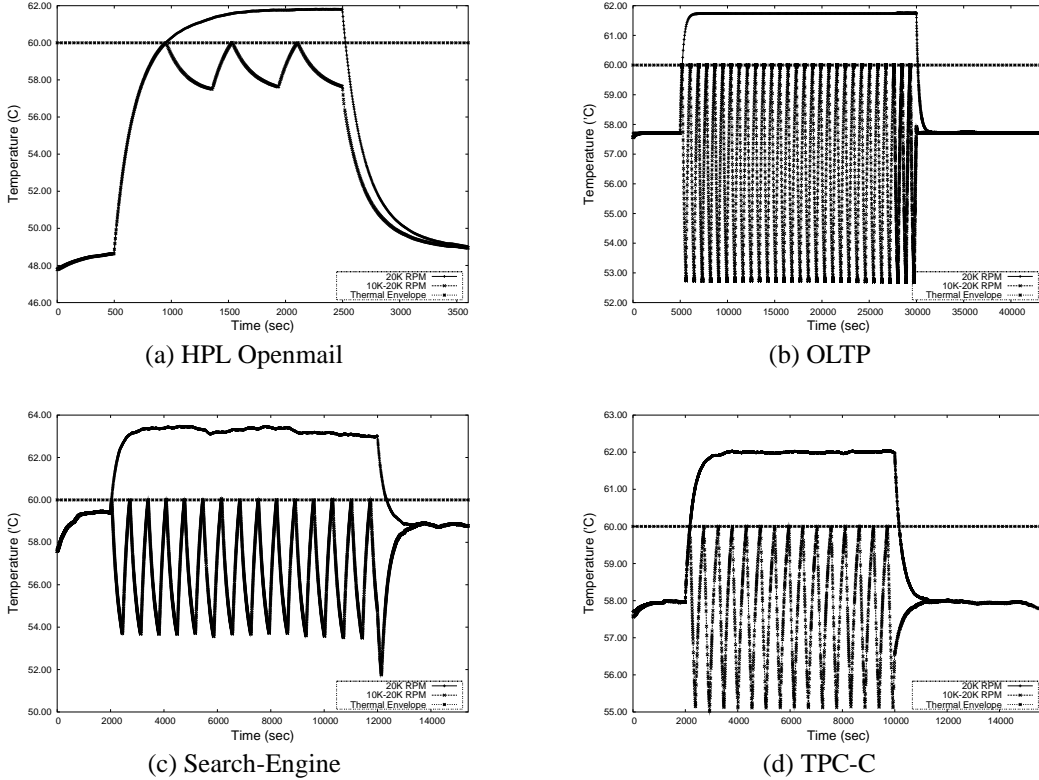 62.00
60.00
58.00
56.00
54.00
52.00
50.00
48.00
46.00
Temperature (C)
0 500 1000 1500 2000 2500 3000 3500
Time (sec)
20K RPM
10K-20K RPM
Thermal Envelope
(a) HPL Openmail
62.00
61.00
60.00
59.00
58.00
57.00
56.00
55.00
54.00
53.00
52.00
Temperature ('C)
0 5000 10000 15000 20000 25000 30000 35000 40000
Time (sec)
20K RPM
10K-20K RPM
Thermal Envelope
(b) OLTP
64.00
62.00
60.00
58.00
56.00
54.00
52.00
50.00
Temperature ('C)
0 2000 4000 6000 8000 10000 12000 14000
Time (sec)
20K RPM
10K-20K RPM
Thermal Envelope
(c) Search-Engine
63.00
62.00
61.00
60.00
59.00
58.00
57.00
56.00
55.00
Temperature ('C)
0 2000 4000 6000 8000 10000 12000 14000
Time (sec)
20K RPM
10K-20K RPM
Thermal Envelope
(d) TPC-C